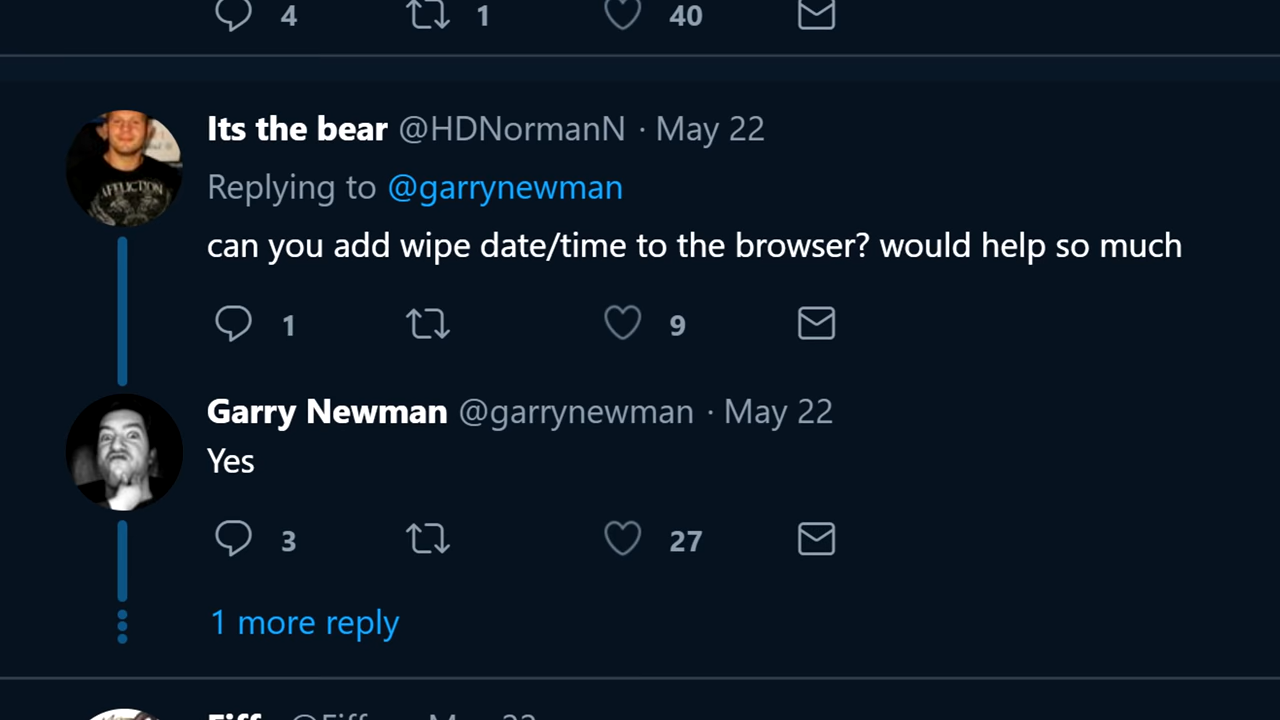 4 1 40
Its the bear @HDNormanN · May 22
Replying to @garrynewman
can you add wipe date/time to the browser? would help so much
1 9
Garry Newman @garrynewman · May 22
Yes
3 27
1 more reply